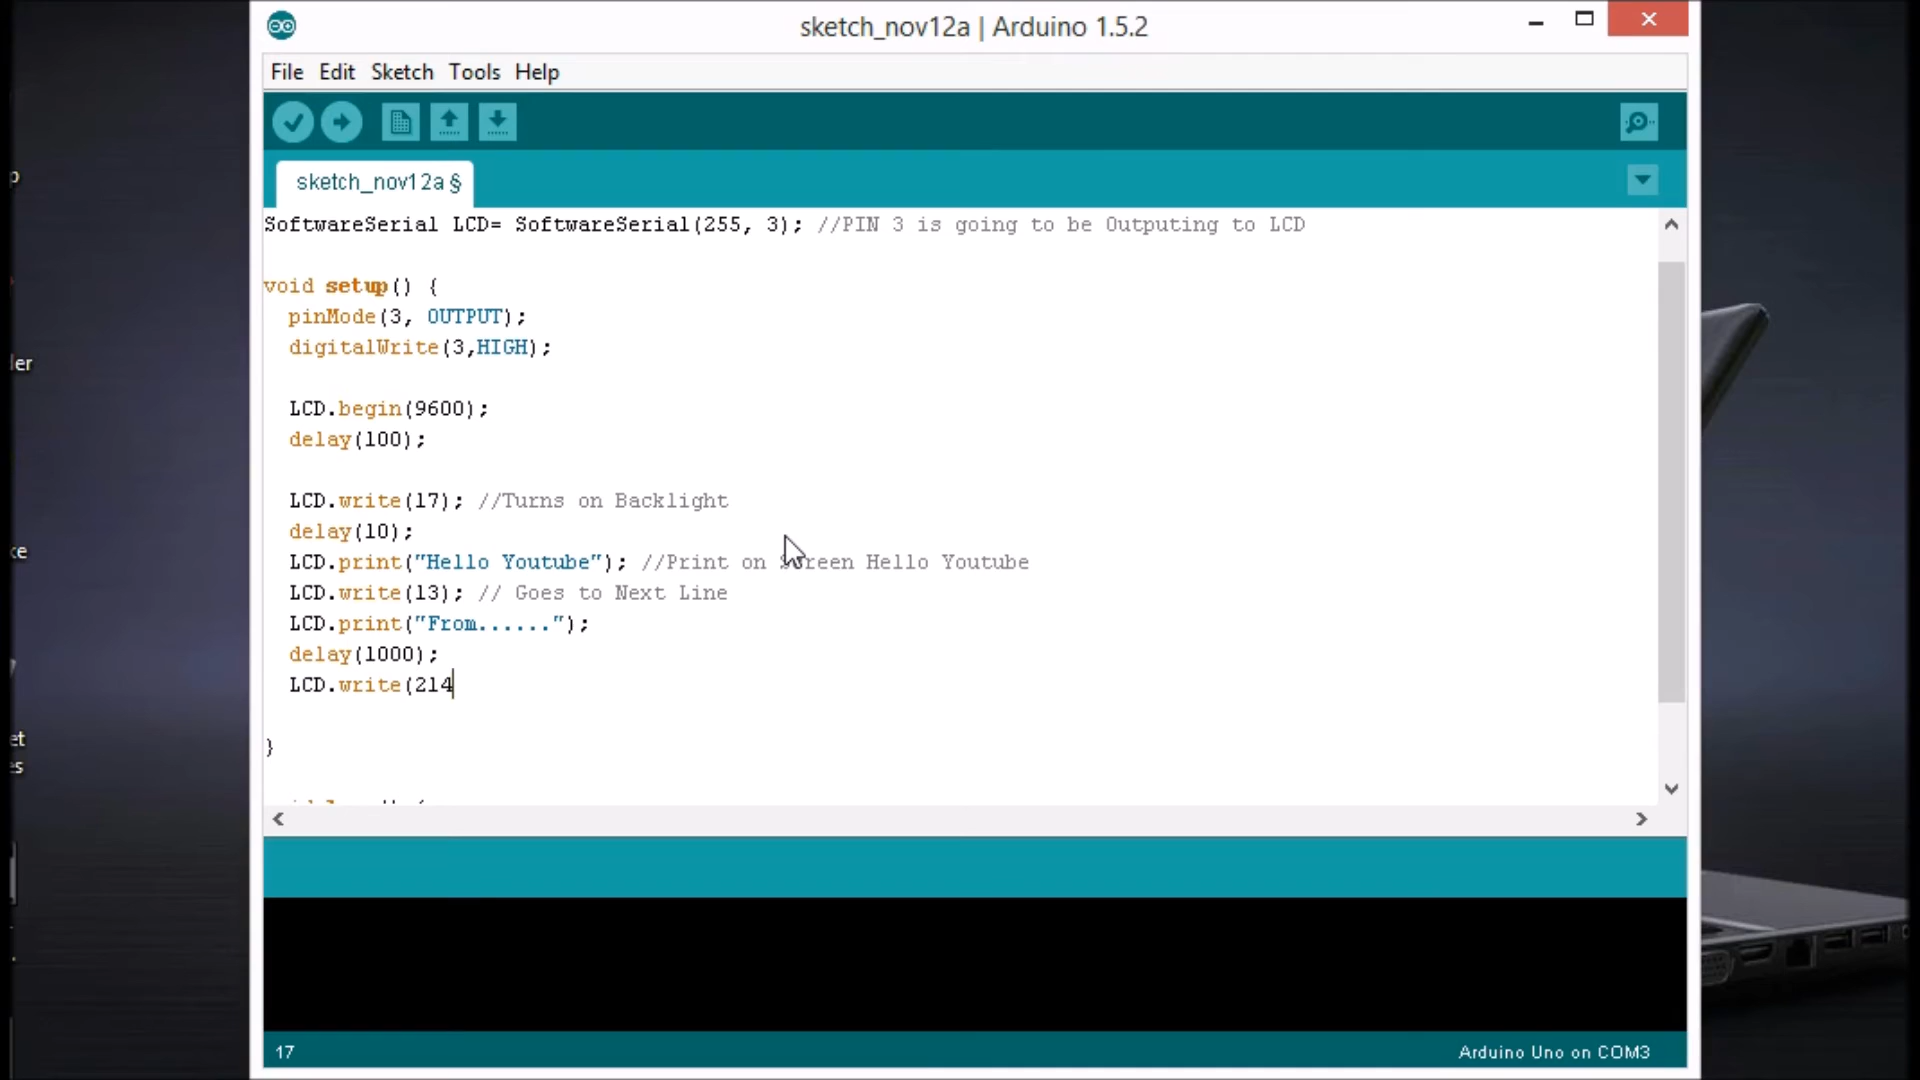 sketch_nov12a | Arduino 1.5.2
File Edit Sketch Tools Help
sketch_nov12a §
SoftwareSerial LCD= SoftwareSerial(255, 3); //PIN 3 is going to be Outputing to LCD
void setup() {
pinMode(3, OUTPUT);
digitalWrite(3,HIGH);
LCD.begin(9600);
delay(100);
LCD.write(17); //Turns on Backlight
delay(10);
LCD.print("Hello Youtube"); //Print on Screen Hello Youtube
LCD.write(13); // Goes to Next Line
LCD.print("From......");
delay(1000);
LCD.write(214
}
17
Arduino Uno on COM3